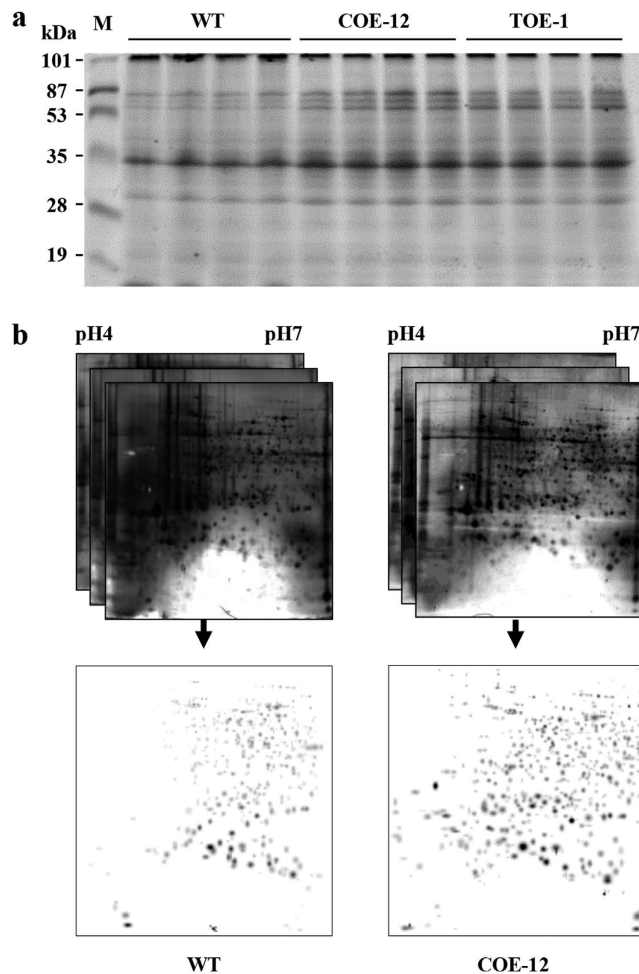 a
kDa M WT COE-12 TOE-1
101 -
87 -
53 -
35 -
28 -
19 -
b
pH4 pH7 pH4 pH7
WT COE-12